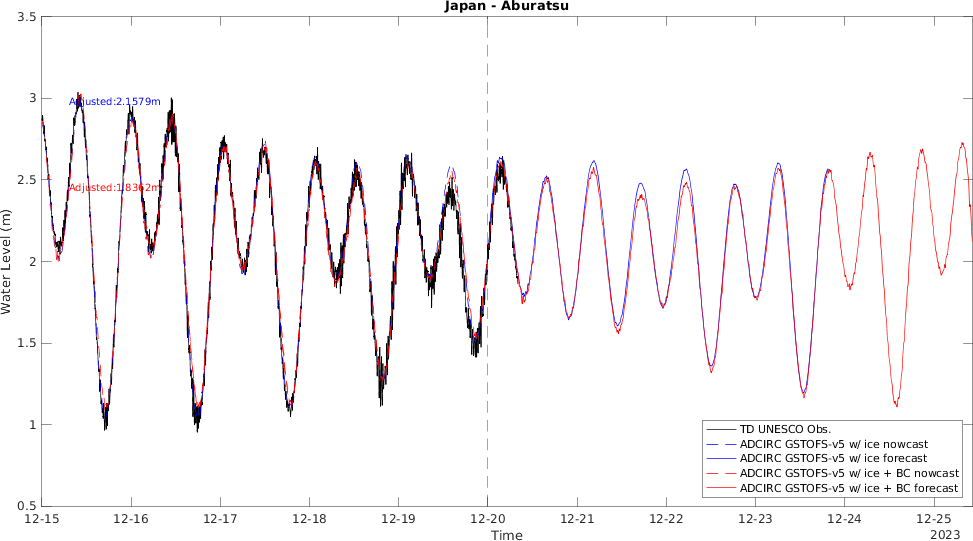 Japan - Aburatsu
3.5
3
2.5
2
1.5
1
0.5
Water Level (m)
Adjusted:2.1579m
Adjusted:1.8362m
TD UNESCO Obs.
ADCIRC GSTOFS-v5 w/ ice nowcast
ADCIRC GSTOFS-v5 w/ ice forecast
ADCIRC GSTOFS-v5 w/ ice + BC nowcast
ADCIRC GSTOFS-v5 w/ ice + BC forecast
12-15 12-16 12-17 12-18 12-19 12-20 12-21 12-22 12-23 12-24 12-25
2023
Time